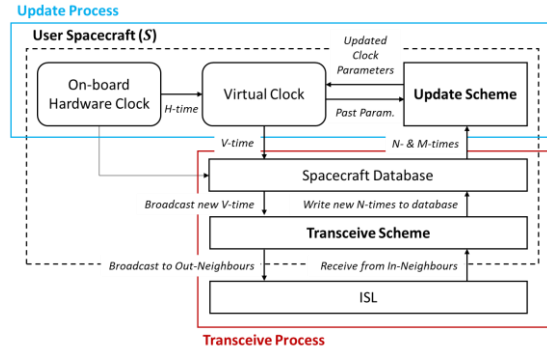 Update Process
User Spacecraft (S)
On-board
Hardware Clock
H-time
Virtual Clock
Updated
Clock
Parameters
Past Param.
Update Scheme
V-time
N- & M-times
Spacecraft Database
Broadcast new V-time
Write new N-times to database
Transceive Scheme
Broadcast to Out-Neighbours
Receive from In-Neighbours
ISL
Transceive Process